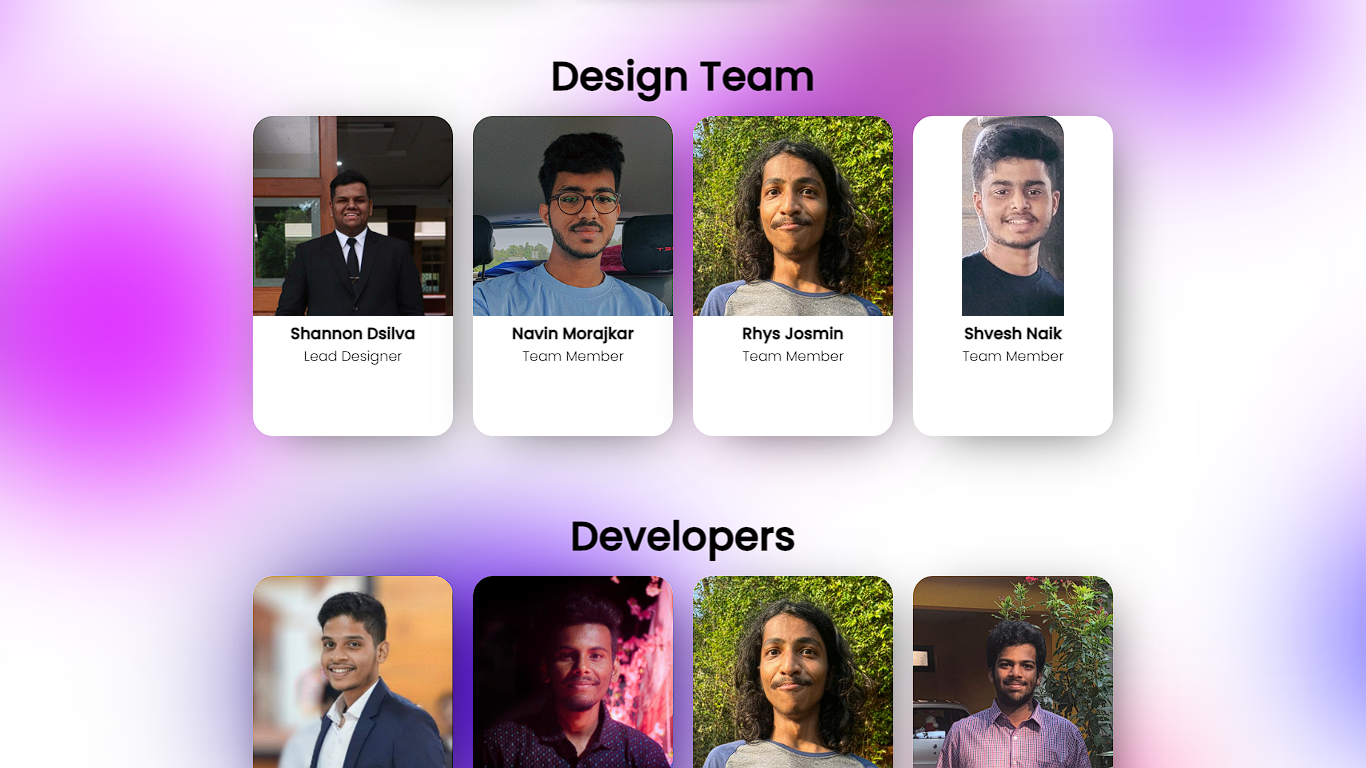 Design Team
Shannon Dsilva
Lead Designer
Navin Morajkar
Team Member
Rhys Josmin
Team Member
Shvesh Naik
Team Member
Developers